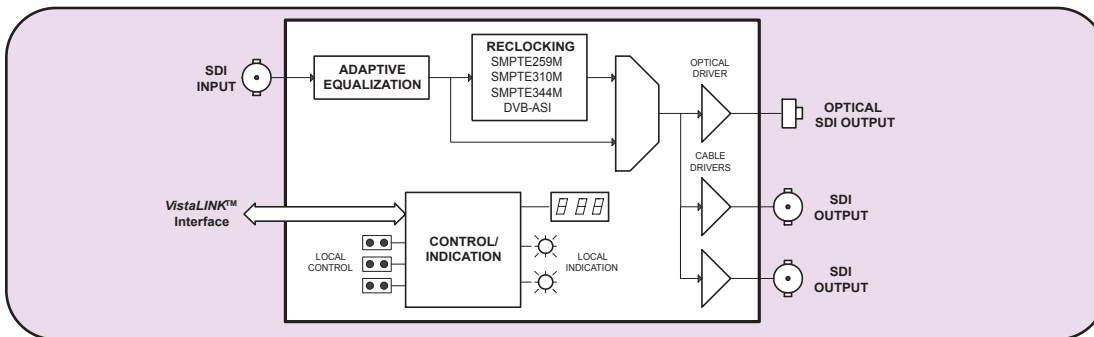 SDI
INPUT
ADAPTIVE
EQUALIZATION
RECLOCKING
SMPTE259M
SMPTE310M
SMPTE344M
DVB-ASI
OPTICAL
DRIVER
OPTICAL
SDI OUTPUT
CABLE
DRIVERS
SDI
OUTPUT
SDI
OUTPUT
VistaLINK™
Interface
LOCAL
CONTROL
CONTROL/
INDICATION
888
LOCAL
INDICATION